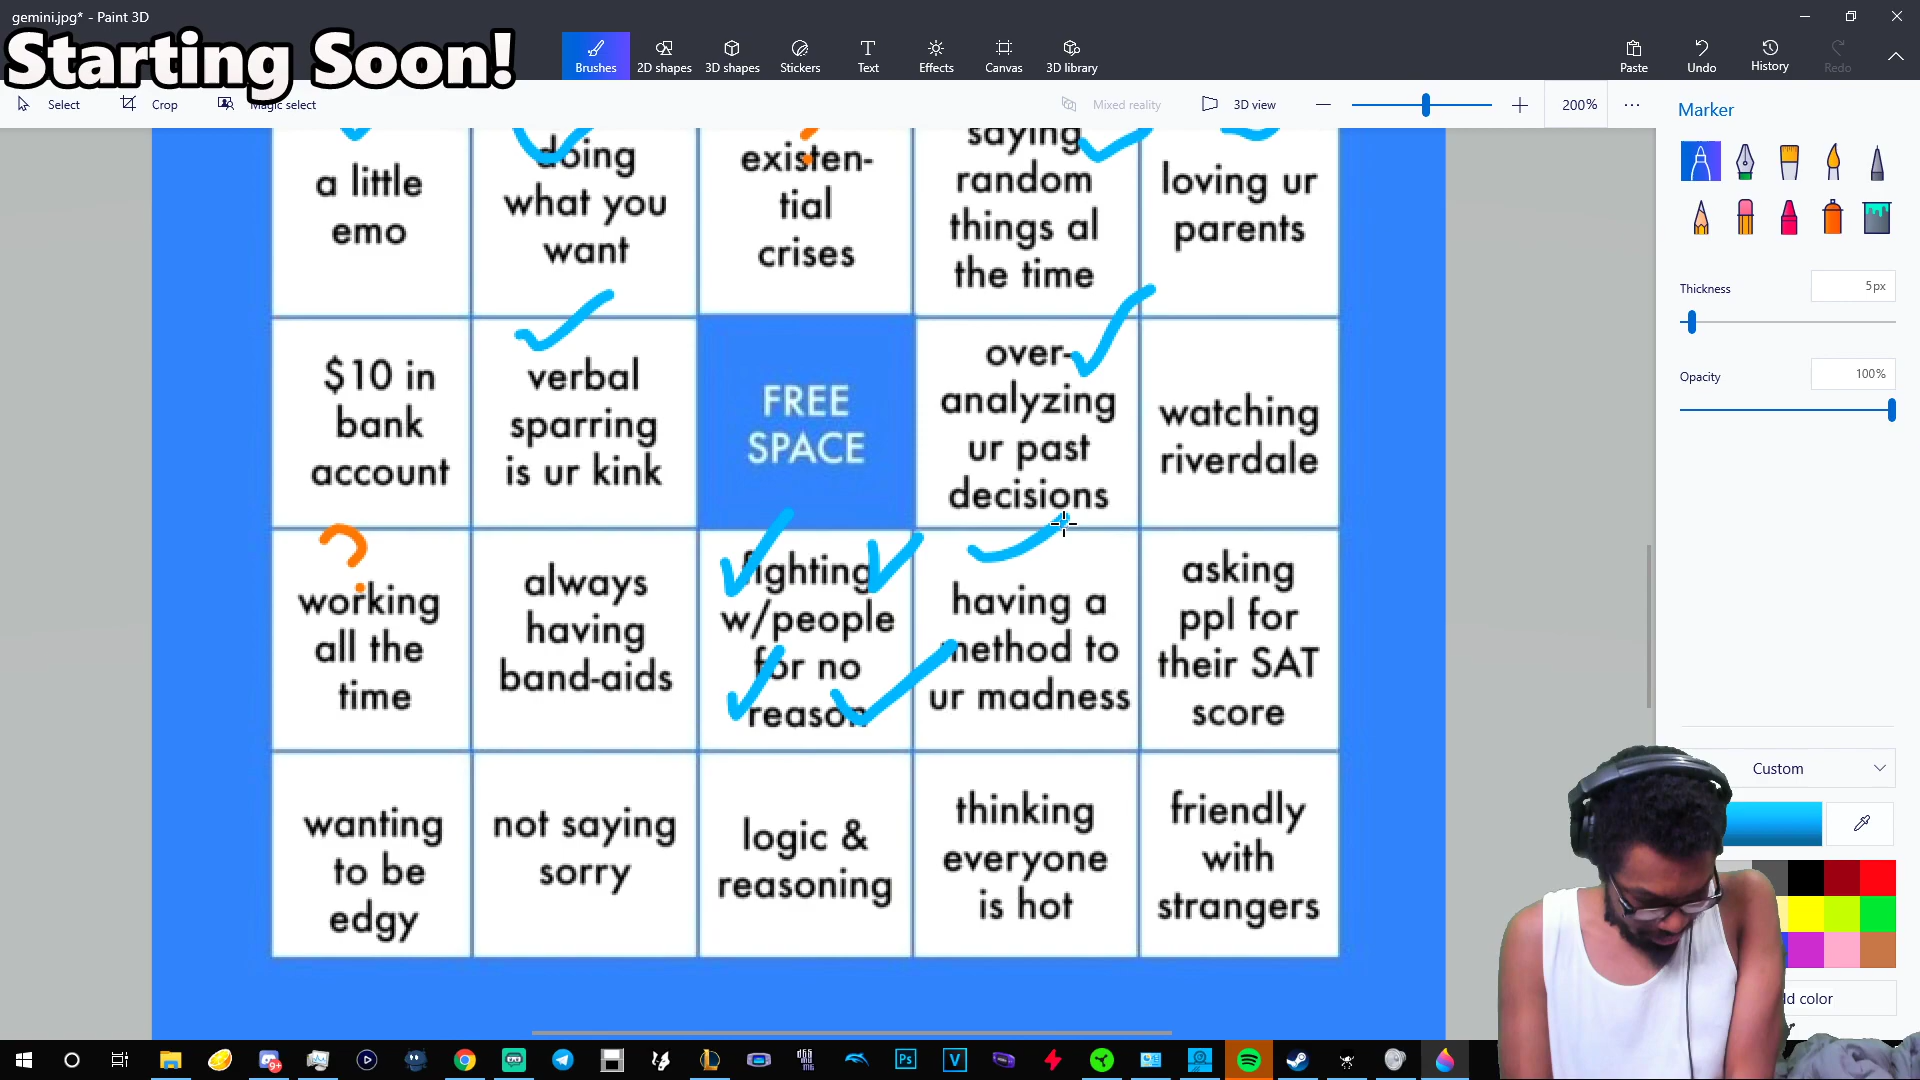 gemini.jpg* - Paint 3D
Starting Soon!
Brushes
2D shapes
3D shapes
Stickers
Text
Effects
Canvas
3D library
Paste
Undo
History
Redo
Select
Crop
Magic select
Mixed reality
3D view
200%
Marker
Thickness
5px
Opacity
100%
Custom
a little
emo
doing
what you
want
existen-
tial
crises
saying
random
things al
the time
loving ur
parents
$10 in
bank
account
verbal
sparring
is ur kink
FREE
SPACE
over-
analyzing
ur past
decisions
watching
riverdale
?
working
all the
time
always
having
band-aids
fighting
w/people
for no
reason
having a
method to
ur madness
asking
ppl for
their SAT
score
wanting
to be
edgy
not saying
sorry
logic &
reasoning
thinking
everyone
is hot
friendly
with
strangers
color
Ps
V